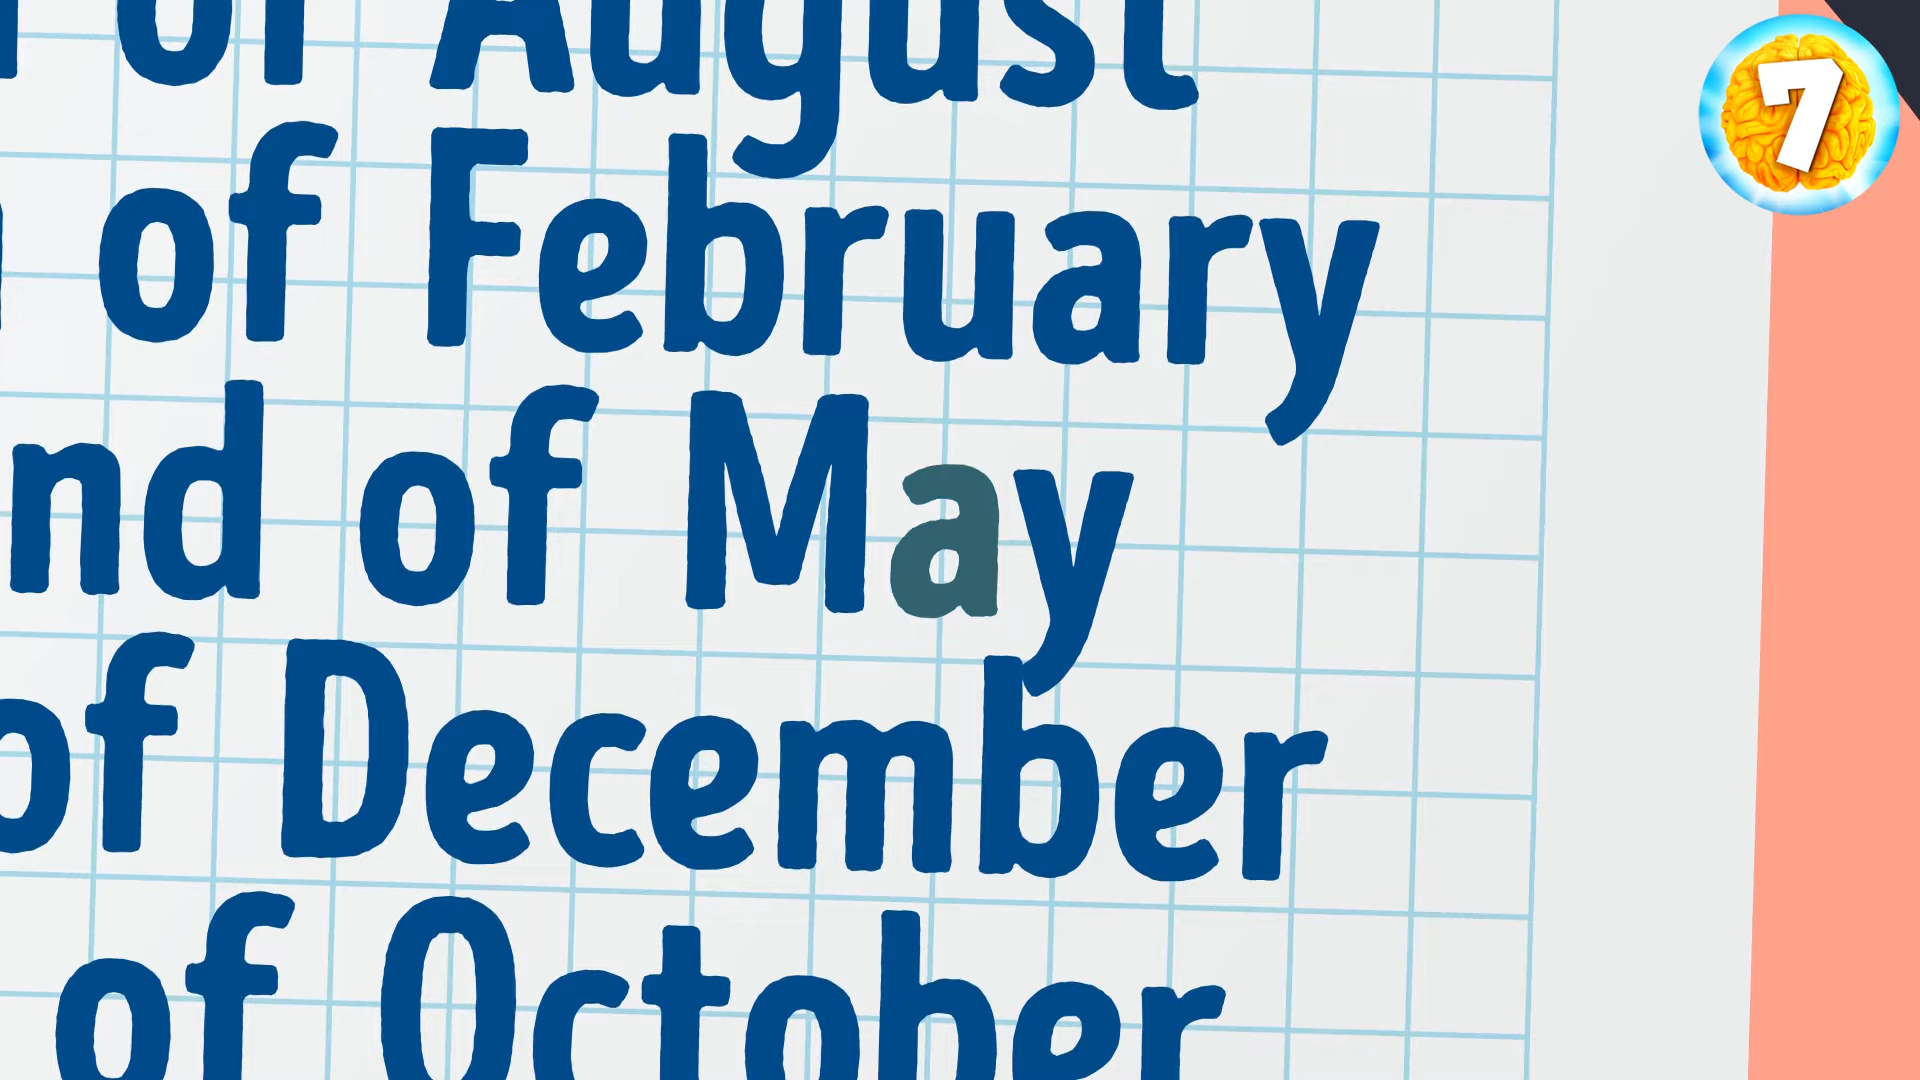 of August
7
of February
nd of May
of December
of October